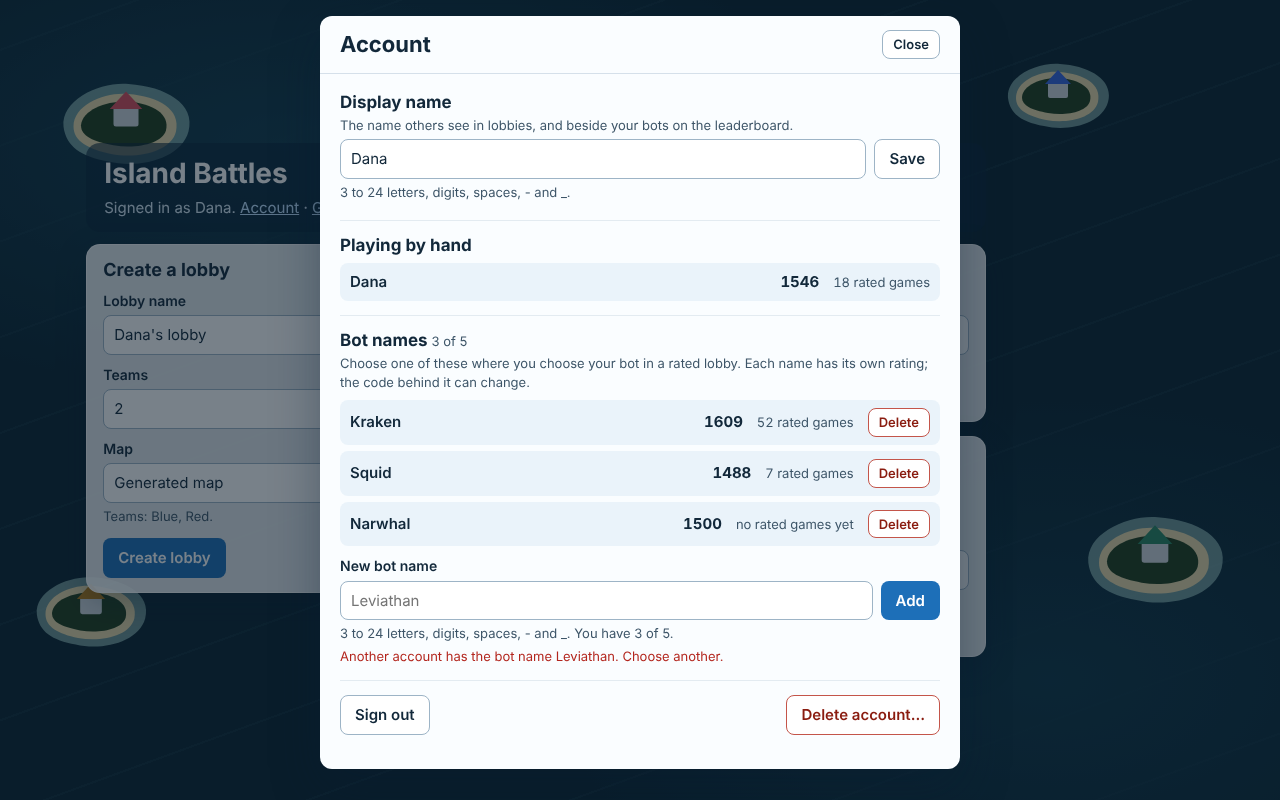 Account
Close
Display name
The name others see in lobbies, and beside your bots on the leaderboard.
Dana
Save
3 to 24 letters, digits, spaces, - and _.
Playing by hand
Dana 1546 18 rated games
Bot names 3 of 5
Choose one of these where you choose your bot in a rated lobby. Each name has its own rating;
the code behind it can change.
Kraken 1609 52 rated games Delete
Squid 1488 7 rated games Delete
Narwhal 1500 no rated games yet Delete
New bot name
Leviathan
Add
3 to 24 letters, digits, spaces, - and _. You have 3 of 5.
Another account has the bot name Leviathan. Choose another.
Sign out
Delete account...
Island Battles
Signed in as Dana. Account ·
Create a lobby
Lobby name
Dana's lobby
Teams
2
Map
Generated map
Teams: Blue, Red.
Create lobby